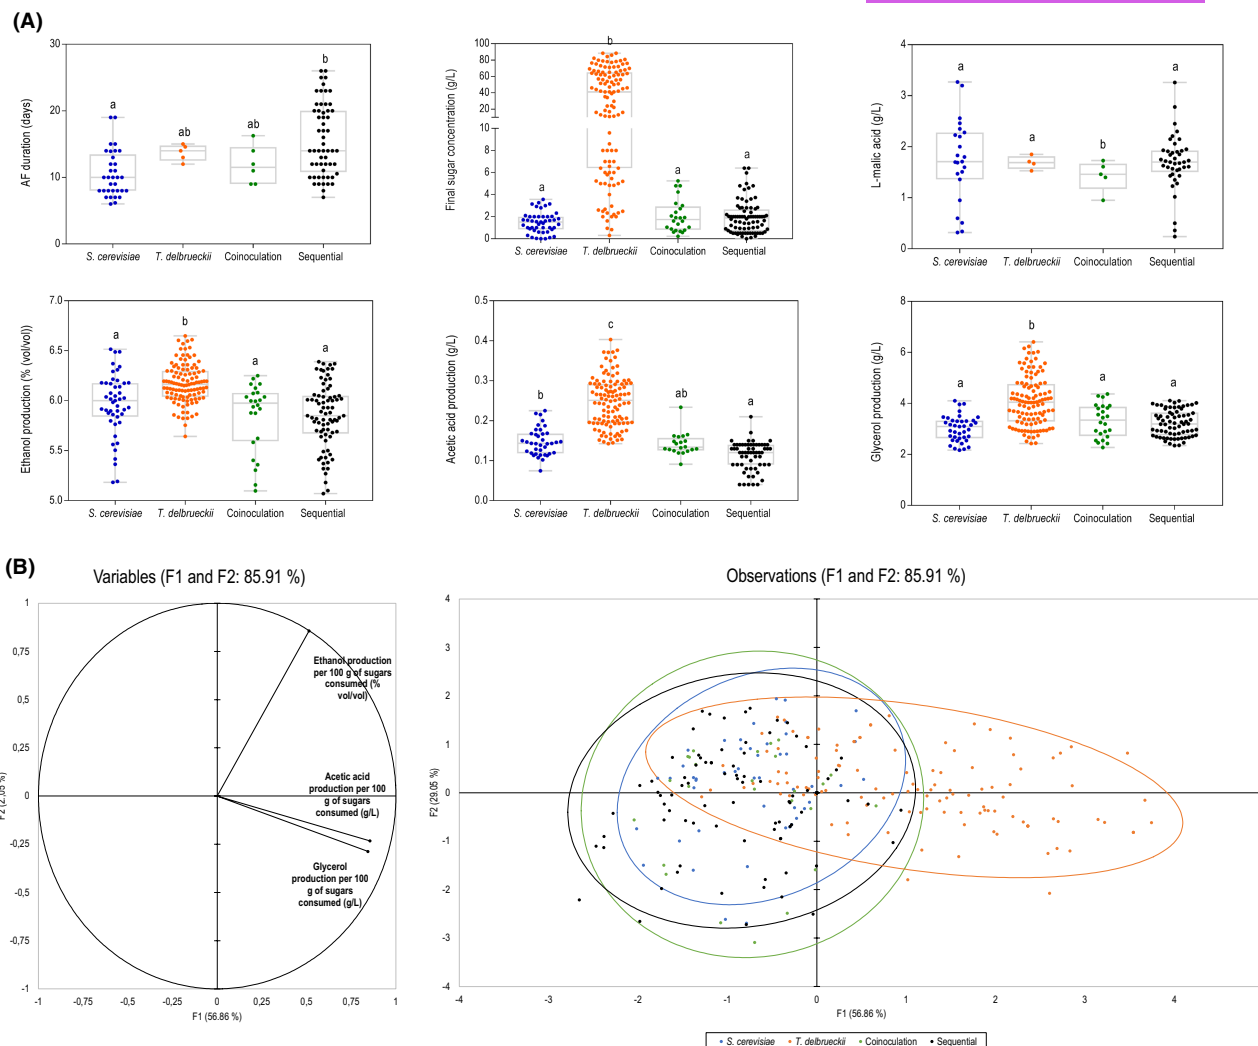 (A)
30
20
10
0
AF duration (days)
a
ab
ab
b
S. cerevisiae
T. delbrueckii
Coinoculation
Sequential
100
80
60
40
20
10
8
6
4
2
0
Final sugar concentration (g/L)
a
b
a
a
S. cerevisiae
T. delbrueckii
Coinoculation
Sequential
4
3
2
1
0
L-malic acid (g/L)
a
a
b
a
S. cerevisiae
T. delbrueckii
Coinoculation
Sequential
7.0
6.5
6.0
5.5
5.0
Ethanol production (% (vol/vol))
a
b
a
a
S. cerevisiae
T. delbrueckii
Coinoculation
Sequential
0.5
0.4
0.3
0.2
0.1
0.0
Acetic acid production (g/L)
b
c
ab
a
S. cerevisiae
T. delbrueckii
Coinoculation
Sequential
8
6
4
2
0
Glycerol production (g/L)
a
b
a
a
S. cerevisiae
T. delbrueckii
Coinoculation
Sequential
(B)
Variables (F1 and F2: 85.91 %)
1
0,75
0,5
0,25
0
-0,25
-0,5
-0,75
-1
Ethanol production
per 100 g of sugars
consumed (%
vol/vol)
Acetic acid
production per 100
g of sugars
consumed (g/L)
Glycerol
production per 100
g of sugars
consumed (g/L)
-1
-0,75
-0,5
-0,25
0
0,25
0,5
0,75
1
F1 (56.86 %)
Observations (F1 and F2: 85.91 %)
4
3
2
1
0
-1
-2
-3
-4
F2 (29.05 %)
-4
-3
-2
-1
0
1
2
3
4
F1 (56.86 %)
S. cerevisiae
T. delbrueckii
Coinoculation
Sequential